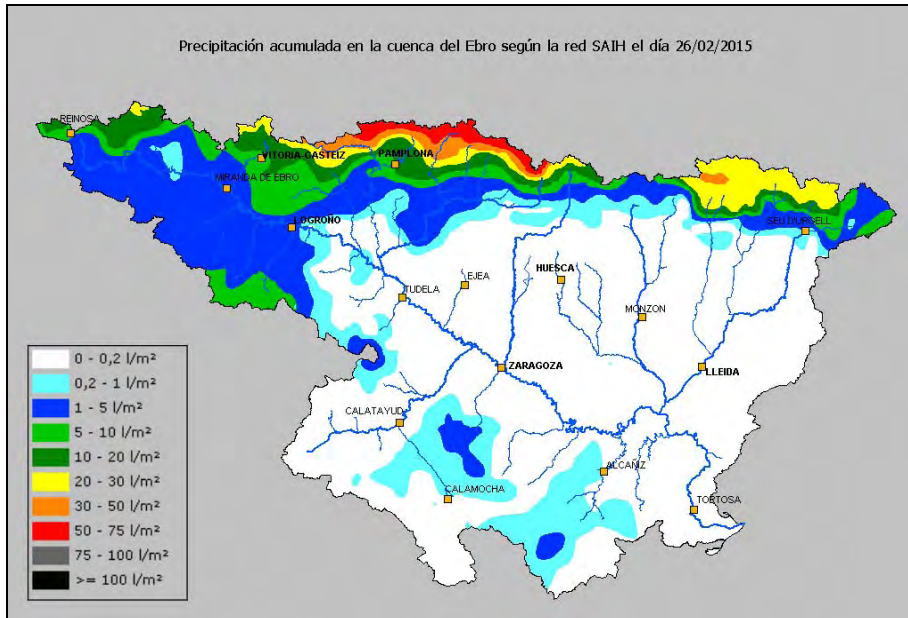 Precipitación acumulada en la cuenca del Ebro según la red SAIH el día 26/02/2015
REINOSA
VITORIA-GASTEIZ
PAMPLONA
MIRANDA DE EBRO
LOGROÑO
SEU D'URGELL
HUESCA
EJEA
TUDELA
MONZON
ZARAGOZA
LLEIDA
CALATAYUD
ALCAÑIZ
CALAMOCHA
TORTOSA
0 - 0,2 l/m²
0,2 - 1 l/m²
1 - 5 l/m²
5 - 10 l/m²
10 - 20 l/m²
20 - 30 l/m²
30 - 50 l/m²
50 - 75 l/m²
75 - 100 l/m²
>= 100 l/m²